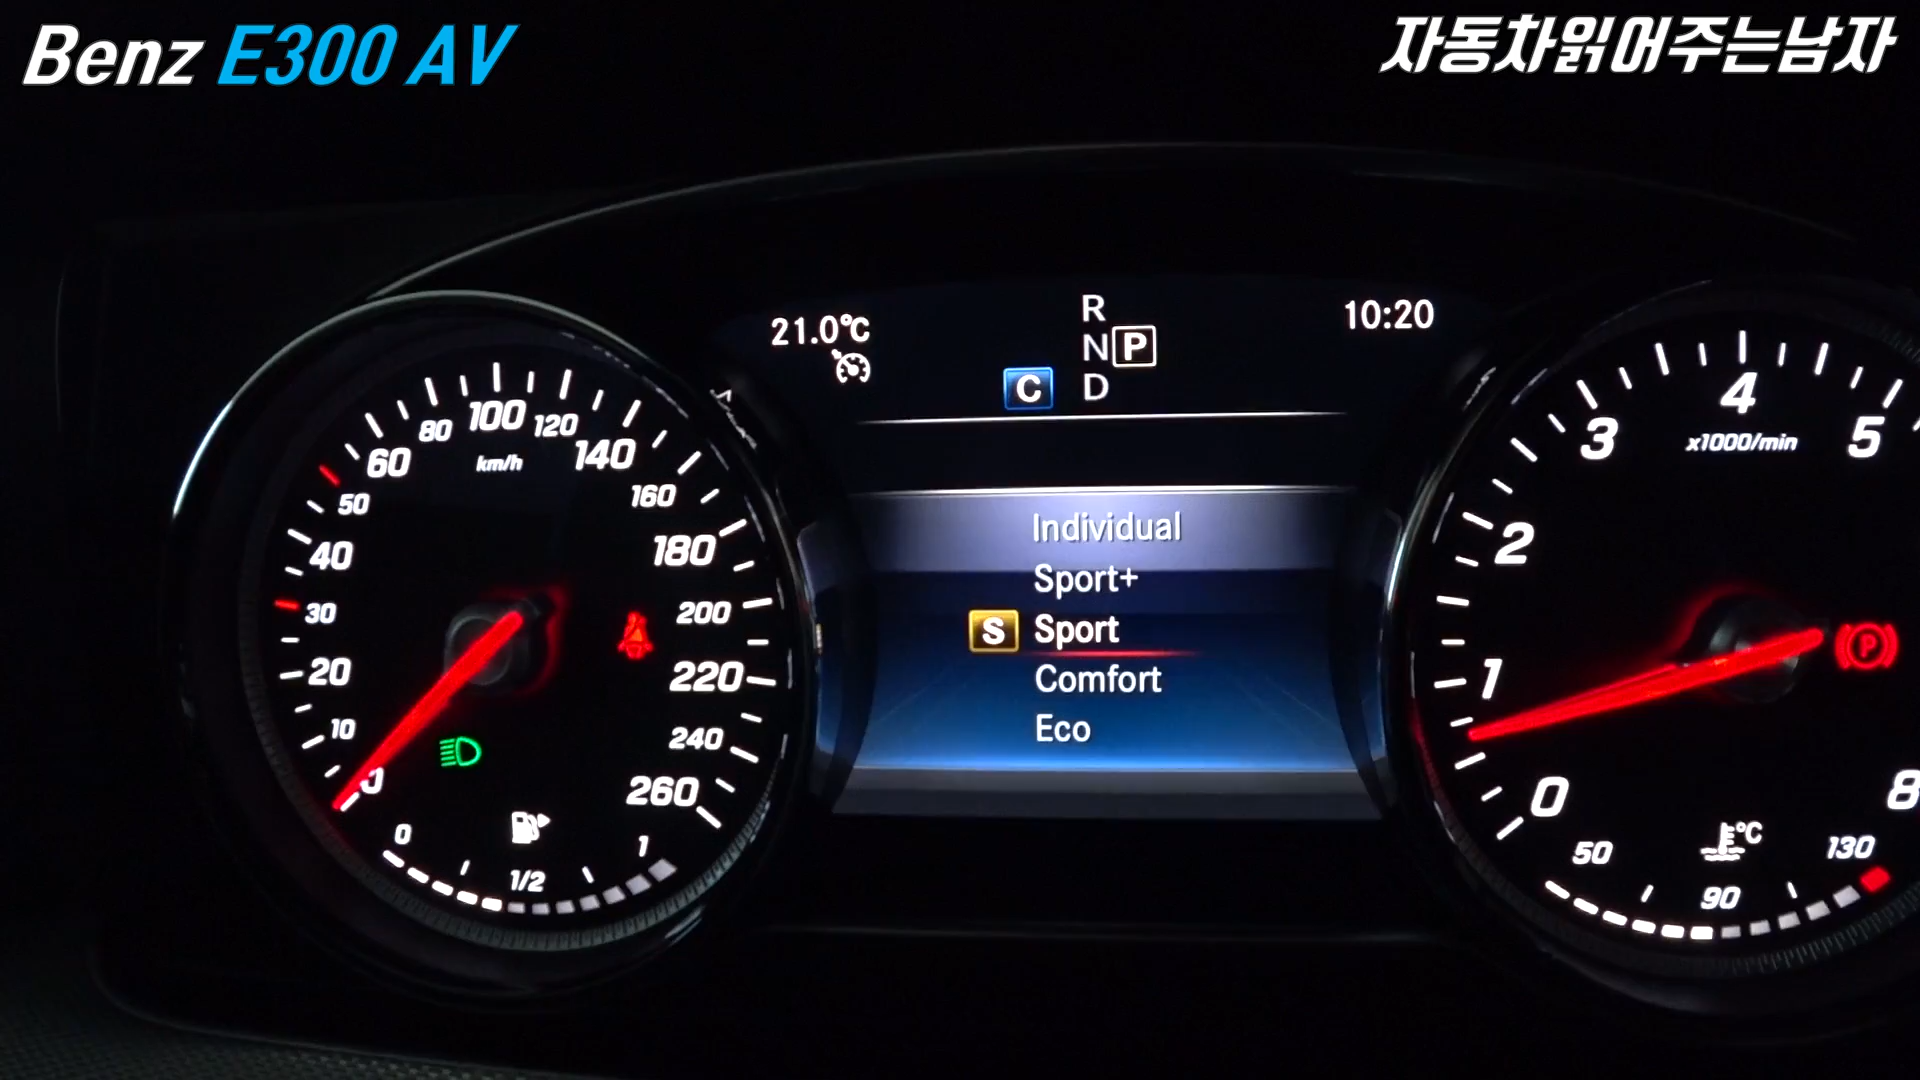 Benz E300 AV
자동차읽어주는남자
21.0°C
R
N P
C D
10:20
Individual
Sport+
S Sport
Comfort
Eco
0
10
20
30
40
50
60
80
100
120
140
160
180
200
220
240
260
km/h
0
1/2
1
0
1
2
3
4
5
8
x1000/min
P
°C
50
90
130